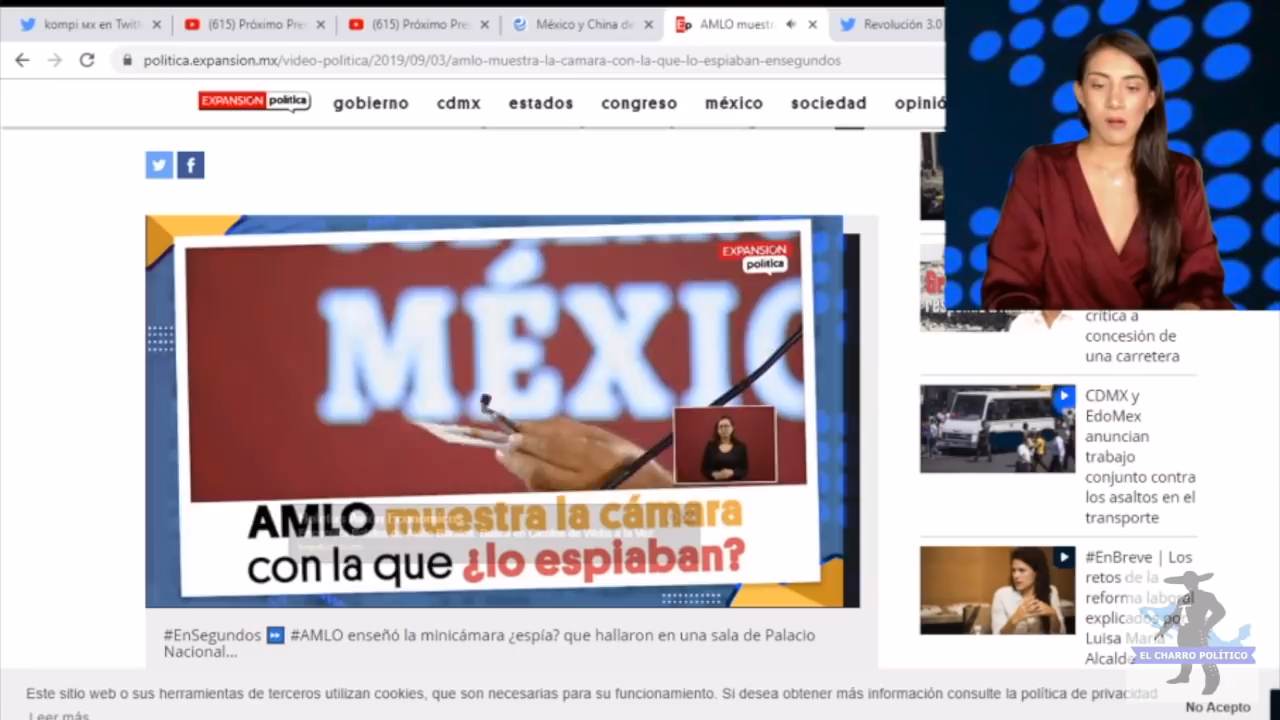 kompi mx en Twitt
(615) Próximo Pre
(615) Próximo Pre
México y China de
AMLO muestr
Revolución 3.0
politica.expansion.mx/video-politica/2019/09/03/amlo-muestra-la-camara-con-la-que-lo-espiaban-ensegundos
EXPANSIÓN política
gobierno cdmx estados congreso méxico sociedad opinió
EXPANSIÓN
política
MÉXIC
AMLO muestra la cámara
con la que ¿lo espiaban?
#EnSegundos #AMLO enseñó la minicámara ¿espía? que hallaron en una sala de Palacio
Nacional...
crítica a
concesión de
una carretera
CDMX y
EdoMex
anuncian
trabajo
conjunto contra
los asaltos en el
transporte
#EnBreve | Los
retos de la
reforma laboral
explicados por
Luisa María
Alcalde
EL CHARRO POLÍTICO
Este sitio web o sus herramientas de terceros utilizan cookies, que son necesarias para su funcionamiento. Si desea obtener más información consulte la política de privacidad
Leer más
No Acepto